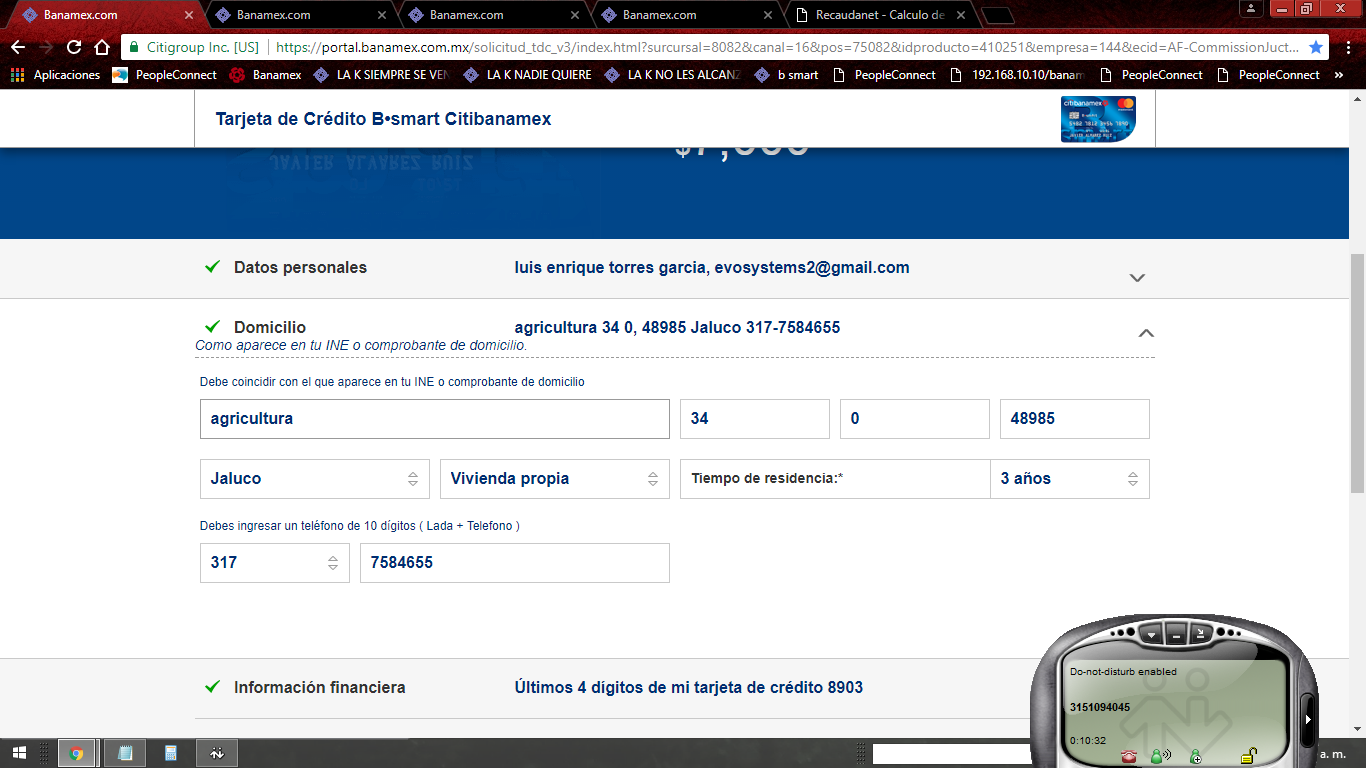 Banamex.com
Banamex.com
Banamex.com
Banamex.com
Recaudanet - Calculo de
Citigroup Inc. [US]
https://portal.banamex.com.mx/solicitud_tdc_v3/index.html?surcursal=8082&canal=16&pos=75082&idproducto=410251&empresa=144&ecid=AF-CommissionJuct...
Aplicaciones
PeopleConnect
Banamex
LA K SIEMPRE SE VEN
LA K NADIE QUIERE
LA K NO LES ALCANZ
b smart
PeopleConnect
192.168.10.10/banam
PeopleConnect
PeopleConnect
»
Tarjeta de Crédito B•smart Citibanamex
citibanamex
JAVIER ALVAREZ RUIZ
Datos personales
luis enrique torres garcia, evosystems2@gmail.com
Domicilio
agricultura 34 0, 48985 Jaluco 317-7584655
Como aparece en tu INE o comprobante de domicilio.
Debe coincidir con el que aparece en tu INE o comprobante de domicilio
agricultura
34
0
48985
Jaluco
Vivienda propia
Tiempo de residencia:*
3 años
Debes ingresar un teléfono de 10 dígitos ( Lada + Telefono )
317
7584655
Información financiera
Últimos 4 dígitos de mi tarjeta de crédito 8903
Do-not-disturb enabled
3151094045
0:10:32
a. m.